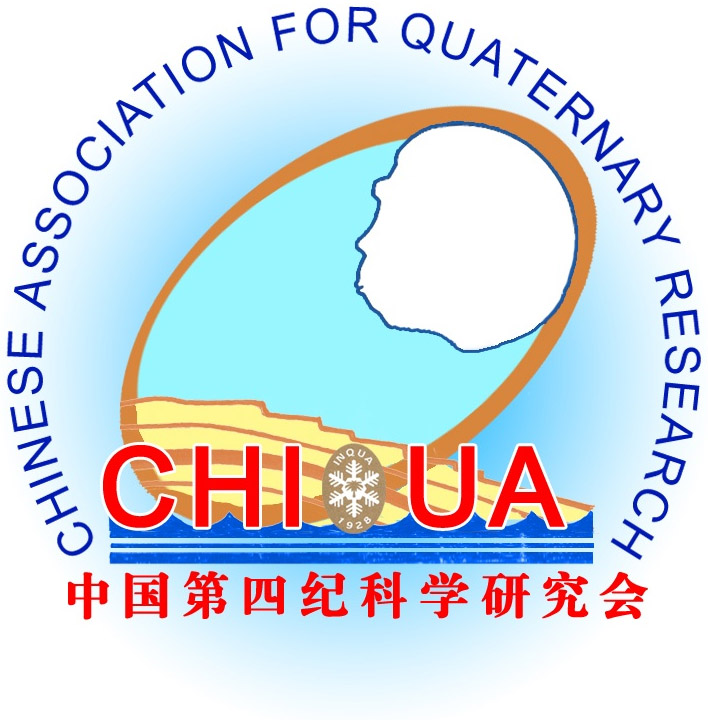 CHINESE ASSOCIATION FOR QUATERNARY RESEARCH
CHI UA
INQUA
1928
中国第四纪科学研究会